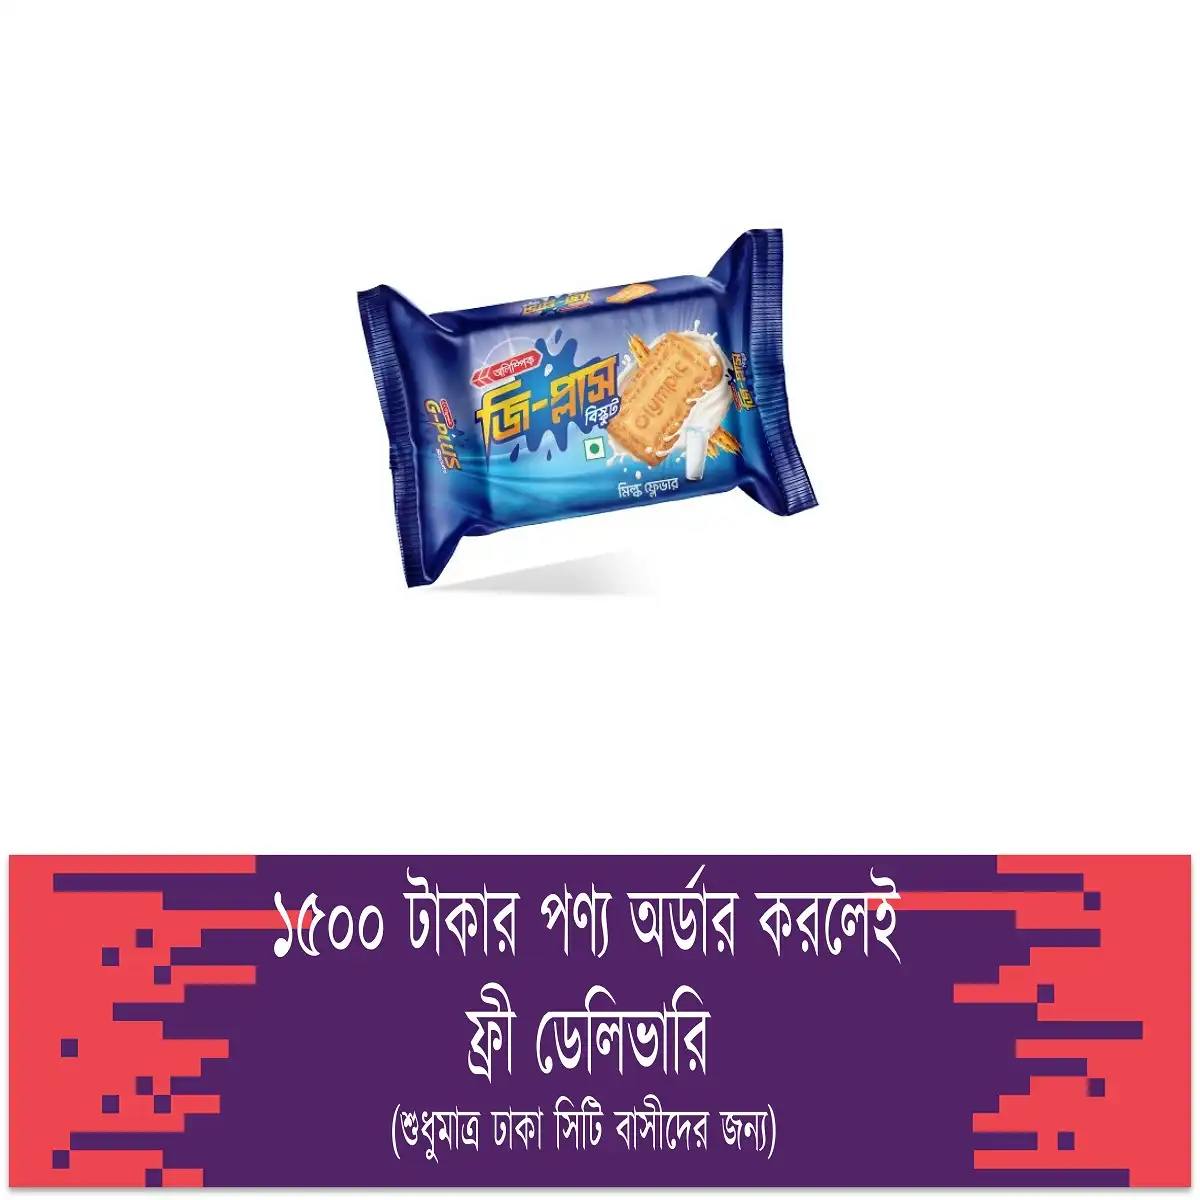 অলিম্পিক
জি-প্লাস
বিস্কুট
Olympic
মিল্ক ফ্লেভার
G-PLUS
জি-প্লাস
১৫০০ টাকার পণ্য অর্ডার করলেই
ফ্রী ডেলিভারি
(শুধুমাত্র ঢাকা সিটি বাসীদের জন্য)